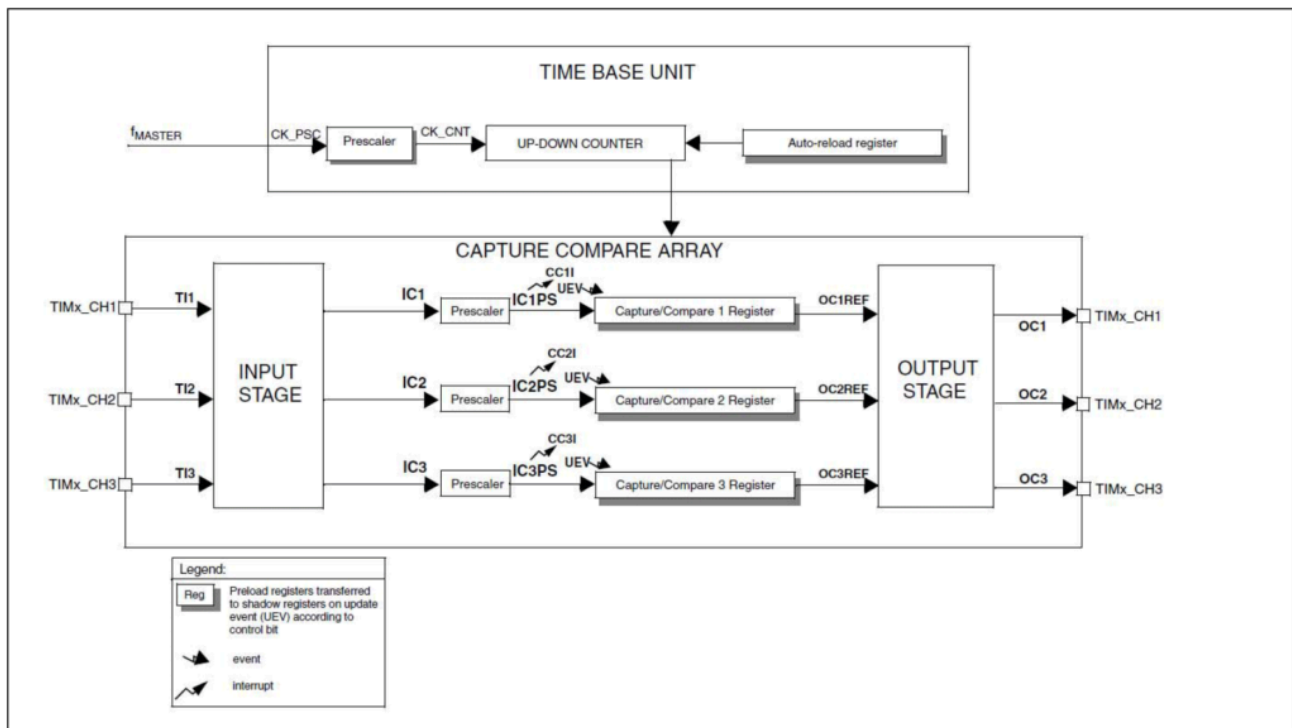 TIME BASE UNIT
fMASTER
CK_PSC
Prescaler
CK_CNT
UP-DOWN COUNTER
Auto-reload register
CAPTURE COMPARE ARRAY
TIMx_CH1
TI1
INPUT
STAGE
IC1
Prescaler
CC1I
UEV
IC1PS
Capture/Compare 1 Register
OC1REF
OUTPUT
STAGE
OC1
TIMx_CH1
TIMx_CH2
TI2
IC2
Prescaler
CC2I
UEV
IC2PS
Capture/Compare 2 Register
OC2REF
OC2
TIMx_CH2
TIMx_CH3
TI3
IC3
Prescaler
CC3I
UEV
IC3PS
Capture/Compare 3 Register
OC3REF
OC3
TIMx_CH3
Legend:
Reg
Preload registers transferred
to shadow registers on update
event (UEV) according to
control bit
event
interrupt